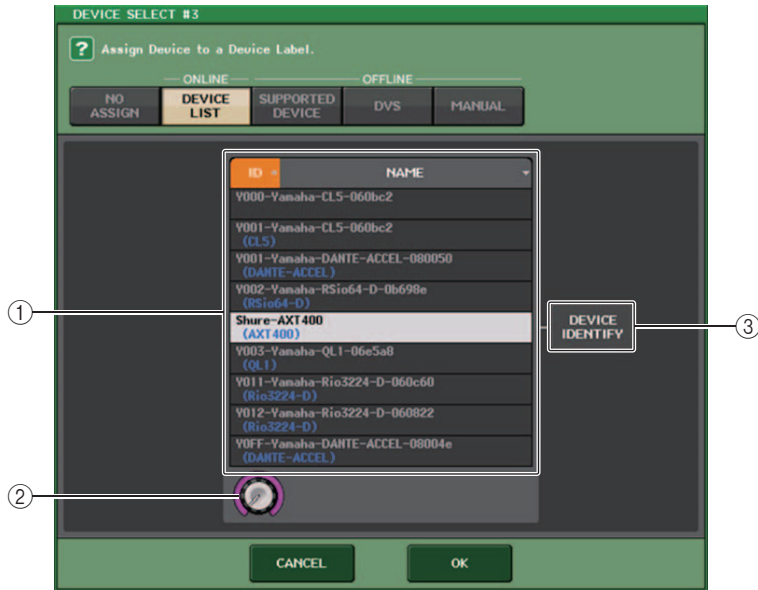 DEVICE SELECT #3
? Assign Device to a Device Label.
ONLINE OFFLINE
NO ASSIGN
DEVICE LIST
SUPPORTED DEVICE
DVS
MANUAL
ID NAME
Y000-Yamaha-CL5-060bc2
Y001-Yamaha-CL5-060bc2
(CL5)
Y001-Yamaha-DANTE-ACCEL-080050
(DANTE-ACCEL)
Y002-Yamaha-RSio64-D-0b698e
(RSio64-D)
Shure-AXT400
(AXT400)
Y003-Yamaha-QL1-06e5a8
(QL1)
Y011-Yamaha-Rio3224-D-060c60
(Rio3224-D)
Y012-Yamaha-Rio3224-D-060822
(Rio3224-D)
Y0FF-Yamaha-DANTE-ACCEL-08004e
(DANTE-ACCEL)
①
DEVICE IDENTIFY
③
②
CANCEL
OK